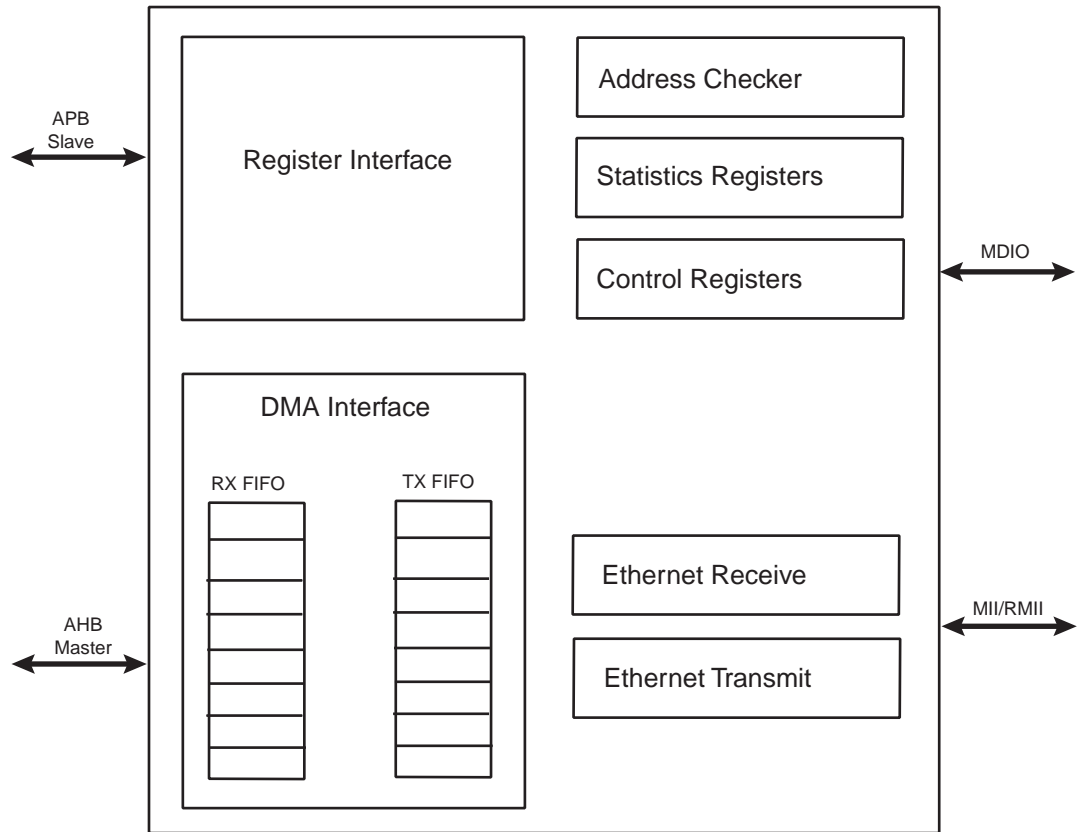 Address Checker
APB
Slave
Register Interface
Statistics Registers
MDIO
Control Registers
DMA Interface
RX FIFO
TX FIFO
Ethernet Receive
MII/RMII
AHB
Master
Ethernet Transmit